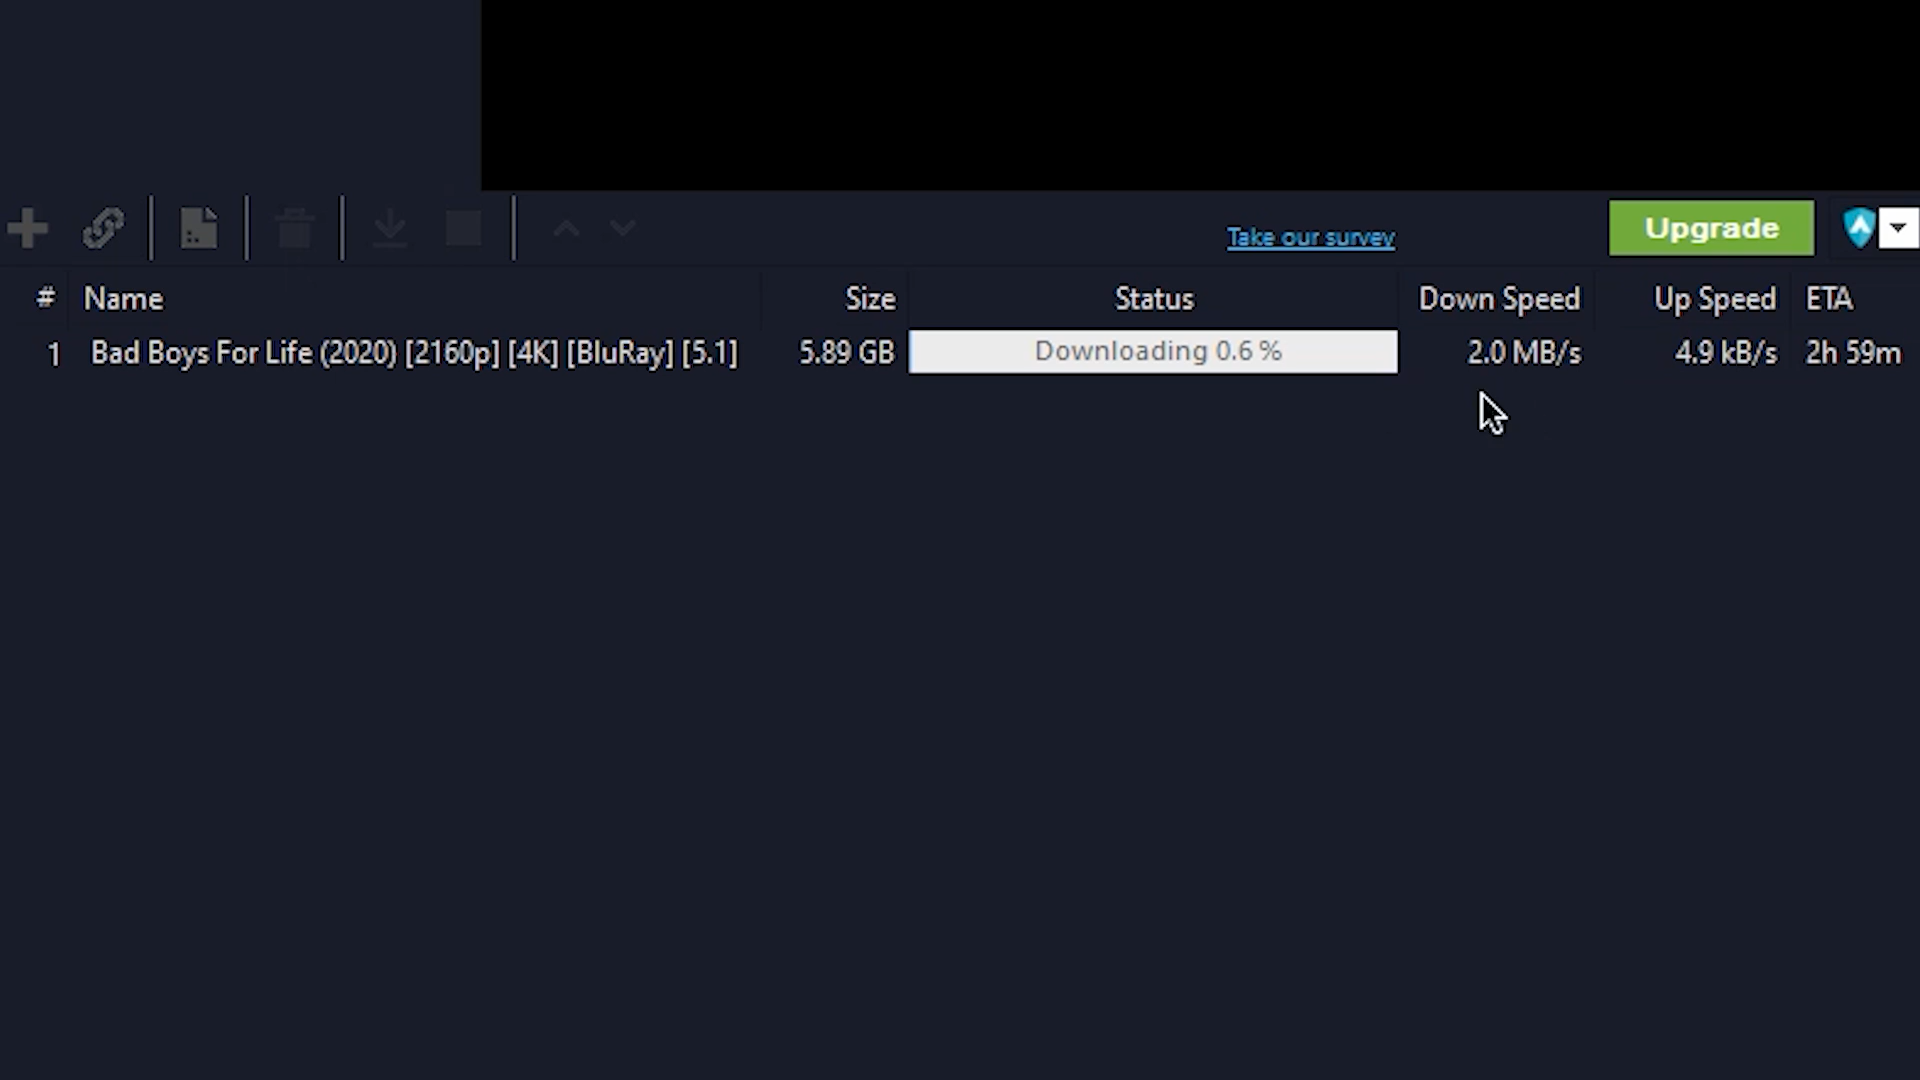 Take our survey Upgrade
# Name Size Status Down Speed Up Speed ETA
1 Bad Boys For Life (2020) [2160p] [4K] [BluRay] [5.1] 5.89 GB Downloading 0.6 % 2.0 MB/s 4.9 kB/s 2h 59m